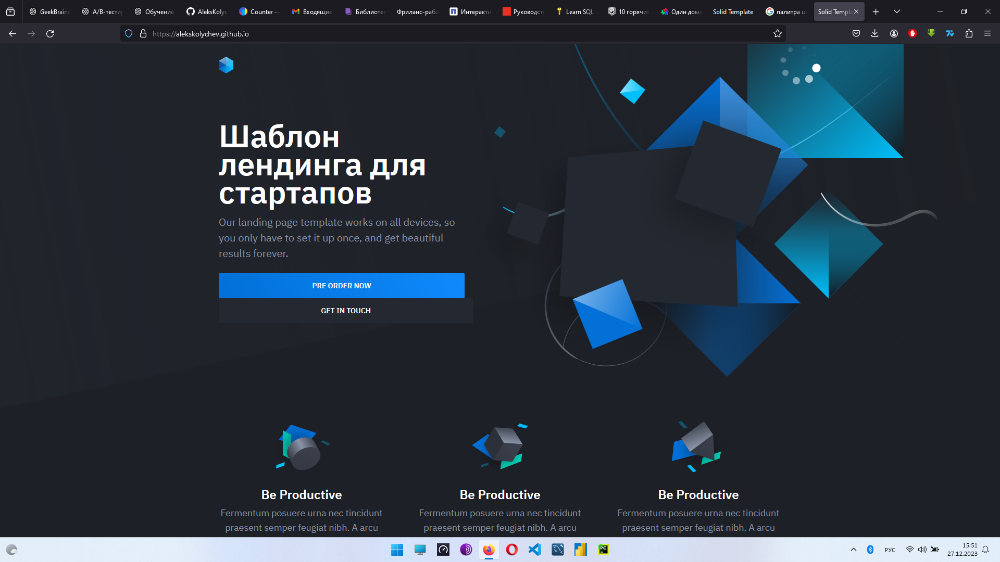 GeekBrains
A/B-тести
Обучение
AleksKolyc
Counter —
Входящие
Библиоте
Фриланс-раб
Интеракти
Руководст
Learn SQL
10 горячи
Один дома
Solid Template
палитра ц
Solid Templa
https://alekskolychev.github.io
Шаблон
лендинга для
стартапов
Our landing page template works on all devices, so
you only have to set it up once, and get beautiful
results forever.
PRE ORDER NOW
GET IN TOUCH
Be Productive
Fermentum posuere urna nec tincidunt
praesent semper feugiat nibh. A arcu
Be Productive
Fermentum posuere urna nec tincidunt
praesent semper feugiat nibh. A arcu
Be Productive
Fermentum posuere urna nec tincidunt
praesent semper feugiat nibh. A arcu
РУС
15:51
27.12.2023